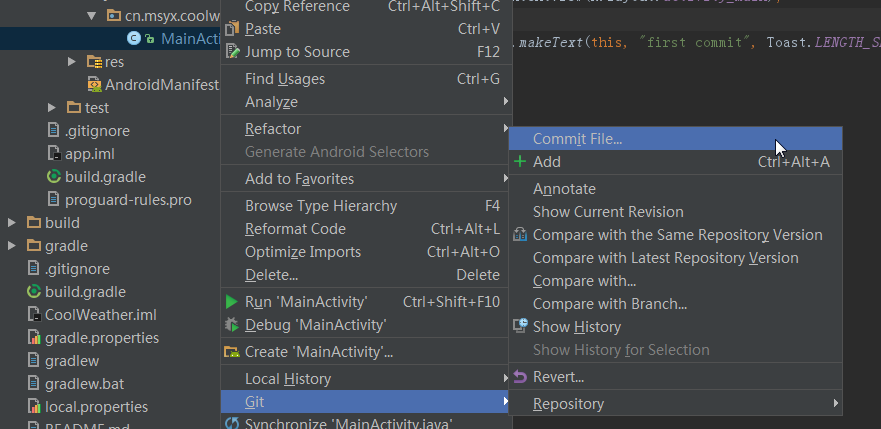 cn.msyx.coolw
MainActi
res
AndroidManifest
test
.gitignore
app.iml
build.gradle
proguard-rules.pro
build
gradle
.gitignore
build.gradle
CoolWeather.iml
gradle.properties
gradlew
gradlew.bat
local.properties
README.md
Copy Reference Ctrl+Alt+Shift+C
Paste Ctrl+V
Jump to Source F12
Find Usages Ctrl+G
Analyze
Refactor
Generate Android Selectors
Add to Favorites
Browse Type Hierarchy F4
Reformat Code Ctrl+Alt+L
Optimize Imports Ctrl+Alt+O
Delete... Delete
Run 'MainActivity' Ctrl+Shift+F10
Debug 'MainActivity'
Create 'MainActivity'...
Local History
Git
Synchronize 'MainActivity.java'
.makeText(this, "first commit", Toast.LENGTH_S
Commit File...
Add Ctrl+Alt+A
Annotate
Show Current Revision
Compare with the Same Repository Version
Compare with Latest Repository Version
Compare with...
Compare with Branch...
Show History
Show History for Selection
Revert...
Repository